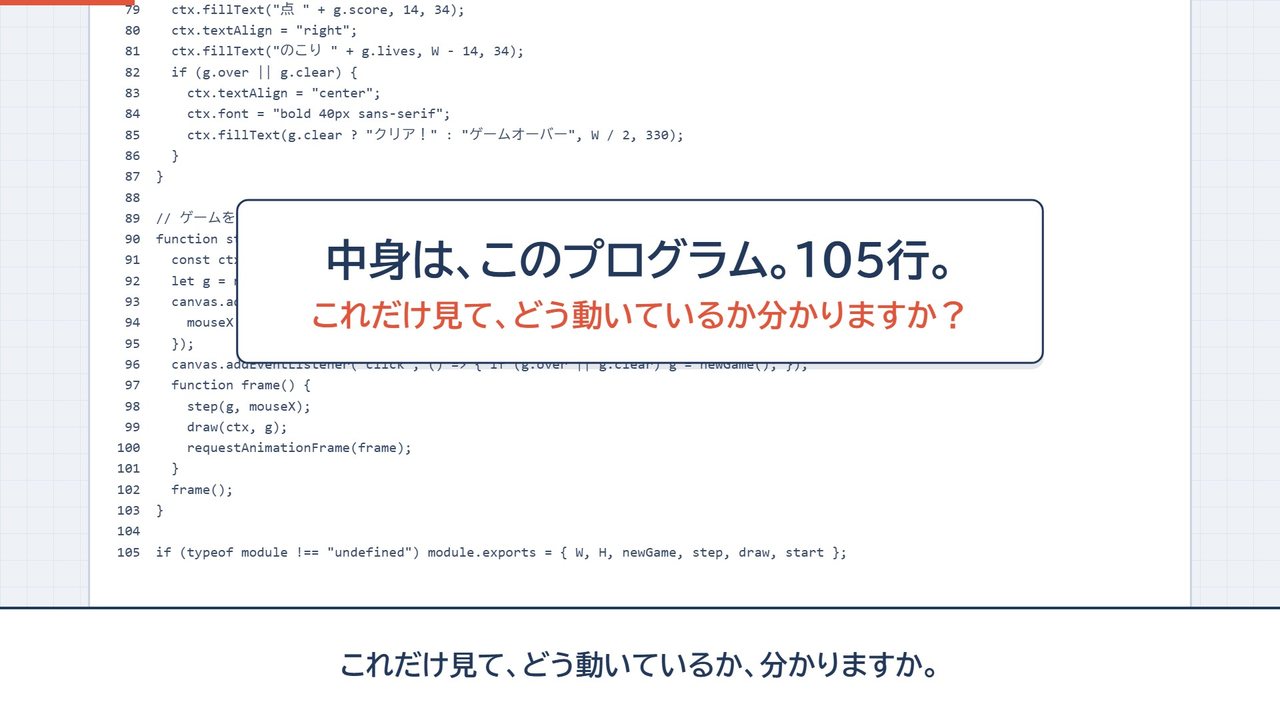 79 ctx.fillText("点 " + g.score, 14, 34);
80 ctx.textAlign = "right";
81 ctx.fillText("のこり " + g.lives, W - 14, 34);
82 if (g.over || g.clear) {
83 ctx.textAlign = "center";
84 ctx.font = "bold 40px sans-serif";
85 ctx.fillText(g.clear ? "クリア！" : "ゲームオーバー", W / 2, 330);
86 }
87 }
88
89 // ゲームを
90 function st
91 const ctx
92 let g =
93 canvas.ad
94 mouseX
95 });
96 canvas.addEventListener("click", () => { if (g.over || g.clear) g = newGame(); });
97 function frame() {
98 step(g, mouseX);
99 draw(ctx, g);
100 requestAnimationFrame(frame);
101 }
102 frame();
103 }
104
105 if (typeof module !== "undefined") module.exports = { W, H, newGame, step, draw, start };
中身は、このプログラム。105行。
これだけ見て、どう動いているか分かりますか？
これだけ見て、どう動いているか、分かりますか。